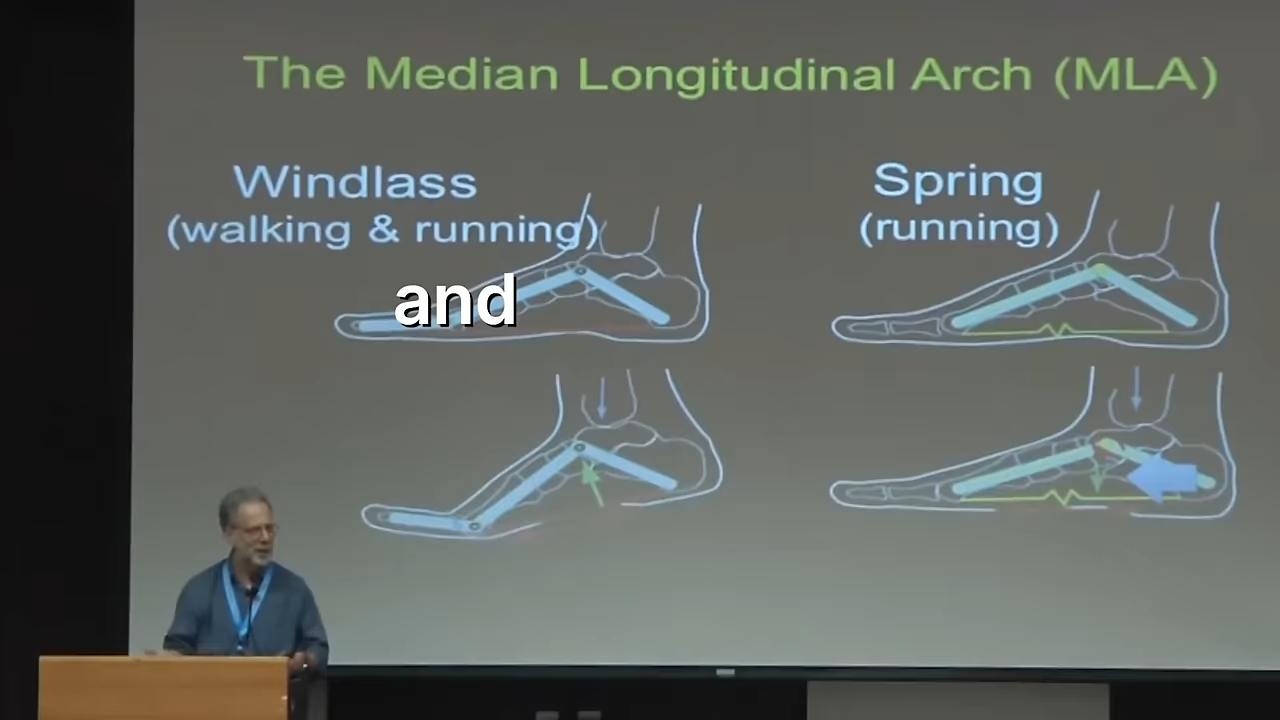 The Median Longitudinal Arch (MLA)
Windlass
(walking & running)
Spring
(running)
and